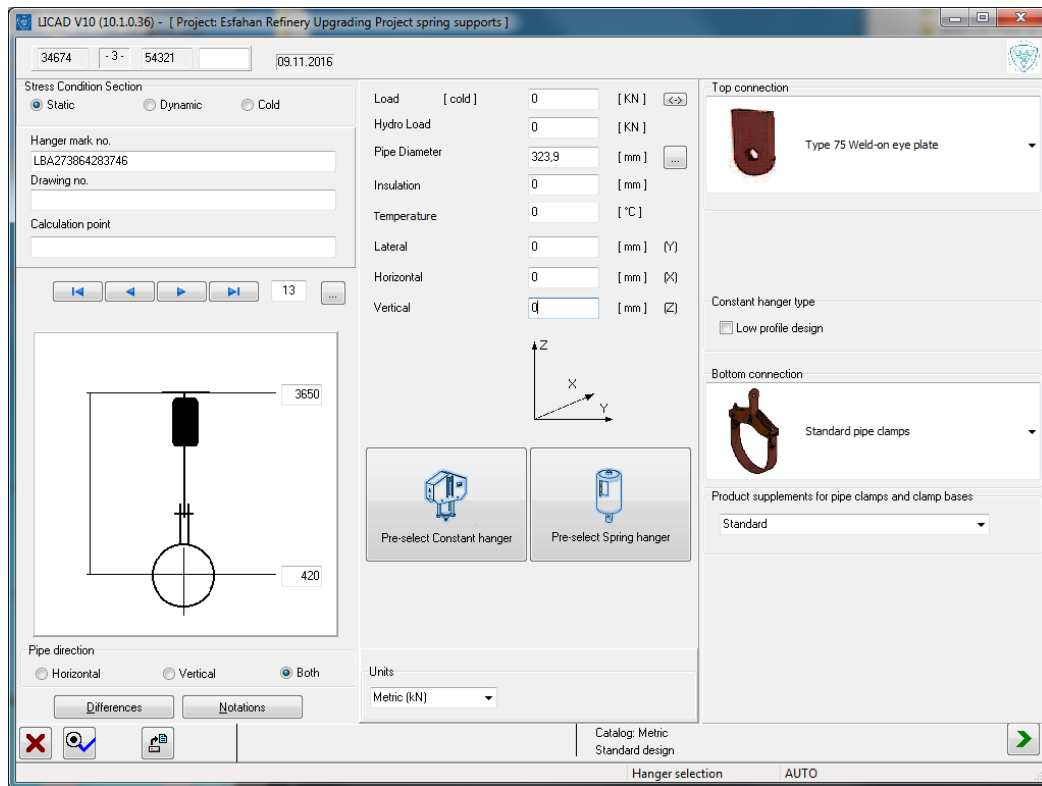 LICAD V10 (10.1.0.36) - [ Project: Esfahan Refinery Upgrading Project spring supports ]
34674 - 3 - 54321 09.11.2016
Stress Condition Section
Static Dynamic Cold
Hanger mark no.
LBA273864283746
Drawing no.
Calculation point
13 ...
3650
420
Pipe direction
Horizontal Vertical Both
Differences Notations
Load [ cold ] 0 [ KN ] <->
Hydro Load 0 [ KN ]
Pipe Diameter 323,9 [ mm ] ...
Insulation 0 [ mm ]
Temperature 0 [ °C ]
Lateral 0 [ mm ] (Y)
Horizontal 0 [ mm ] (X)
Vertical 0 [ mm ] (Z)
Z
X
Y
Pre-select Constant hanger Pre-select Spring hanger
Units
Metric (kN)
Top connection
Type 75 Weld-on eye plate
Constant hanger type
Low profile design
Bottom connection
Standard pipe clamps
Product supplements for pipe clamps and clamp bases
Standard
Catalog: Metric
Standard design
Hanger selection AUTO